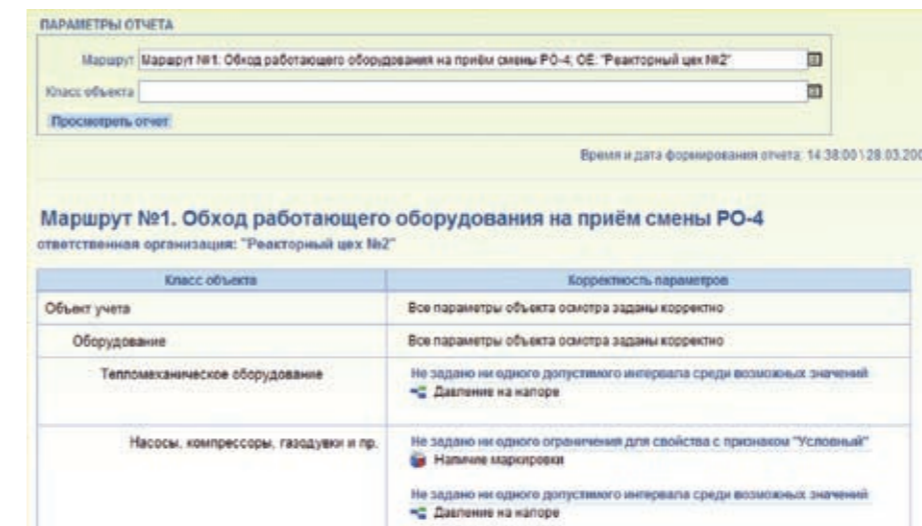 ПАРАМЕТРЫ ОТЧЕТА
Маршрут Маршрут №1. Обход работающего оборудования на приём смены РО-4; ОЕ: "Реакторный цех №2"
Класс объекта
Просмотреть отчет
Время и дата формирования отчета: 14:38:00 \ 28.03.200
Маршрут №1. Обход работающего оборудования на приём смены РО-4
ответственная организация: "Реакторный цех №2"
Класс объекта Корректность параметров
Объект учета Все параметры объекта осмотра заданы корректно
Оборудование Все параметры объекта осмотра заданы корректно
Тепломеханическое оборудование Не задано ни одного допустимого интервала среди возможных значений
Давление на напоре
Насосы, компрессоры, газодувки и пр. Не задано ни одного ограничения для свойства с признаком "Условный"
Наличие маркировки
Не задано ни одного допустимого интервала среди возможных значений
Давление на напоре